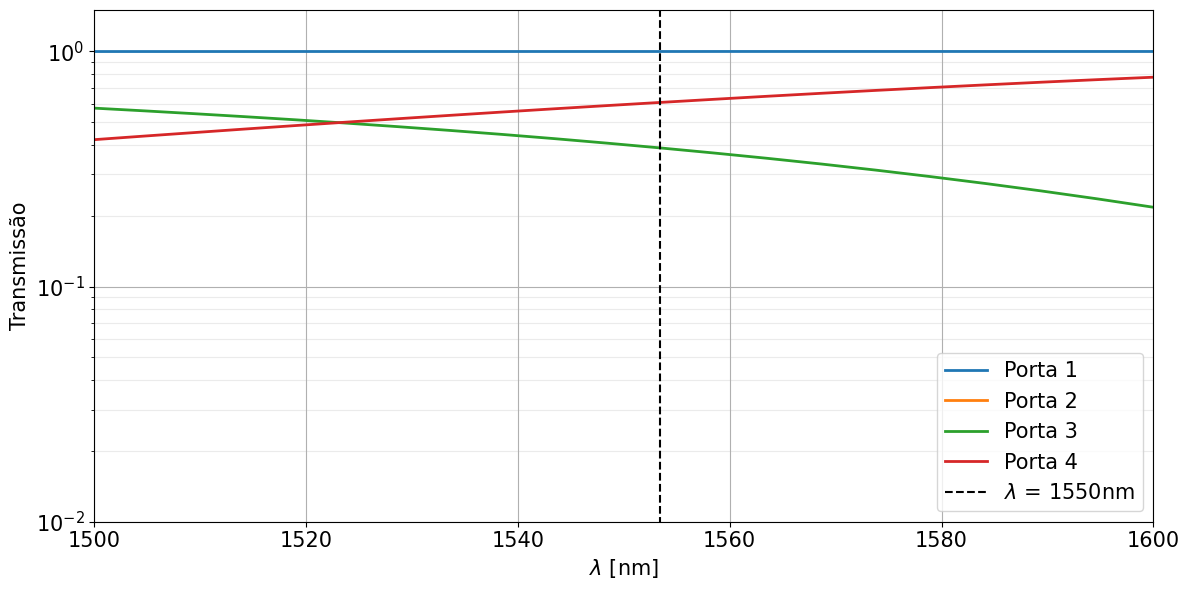 Transmissão
10⁰
10⁻¹
10⁻²
1500 1520 1540 1560 1580 1600
λ [nm]
Porta 1
Porta 2
Porta 3
Porta 4
λ = 1550nm